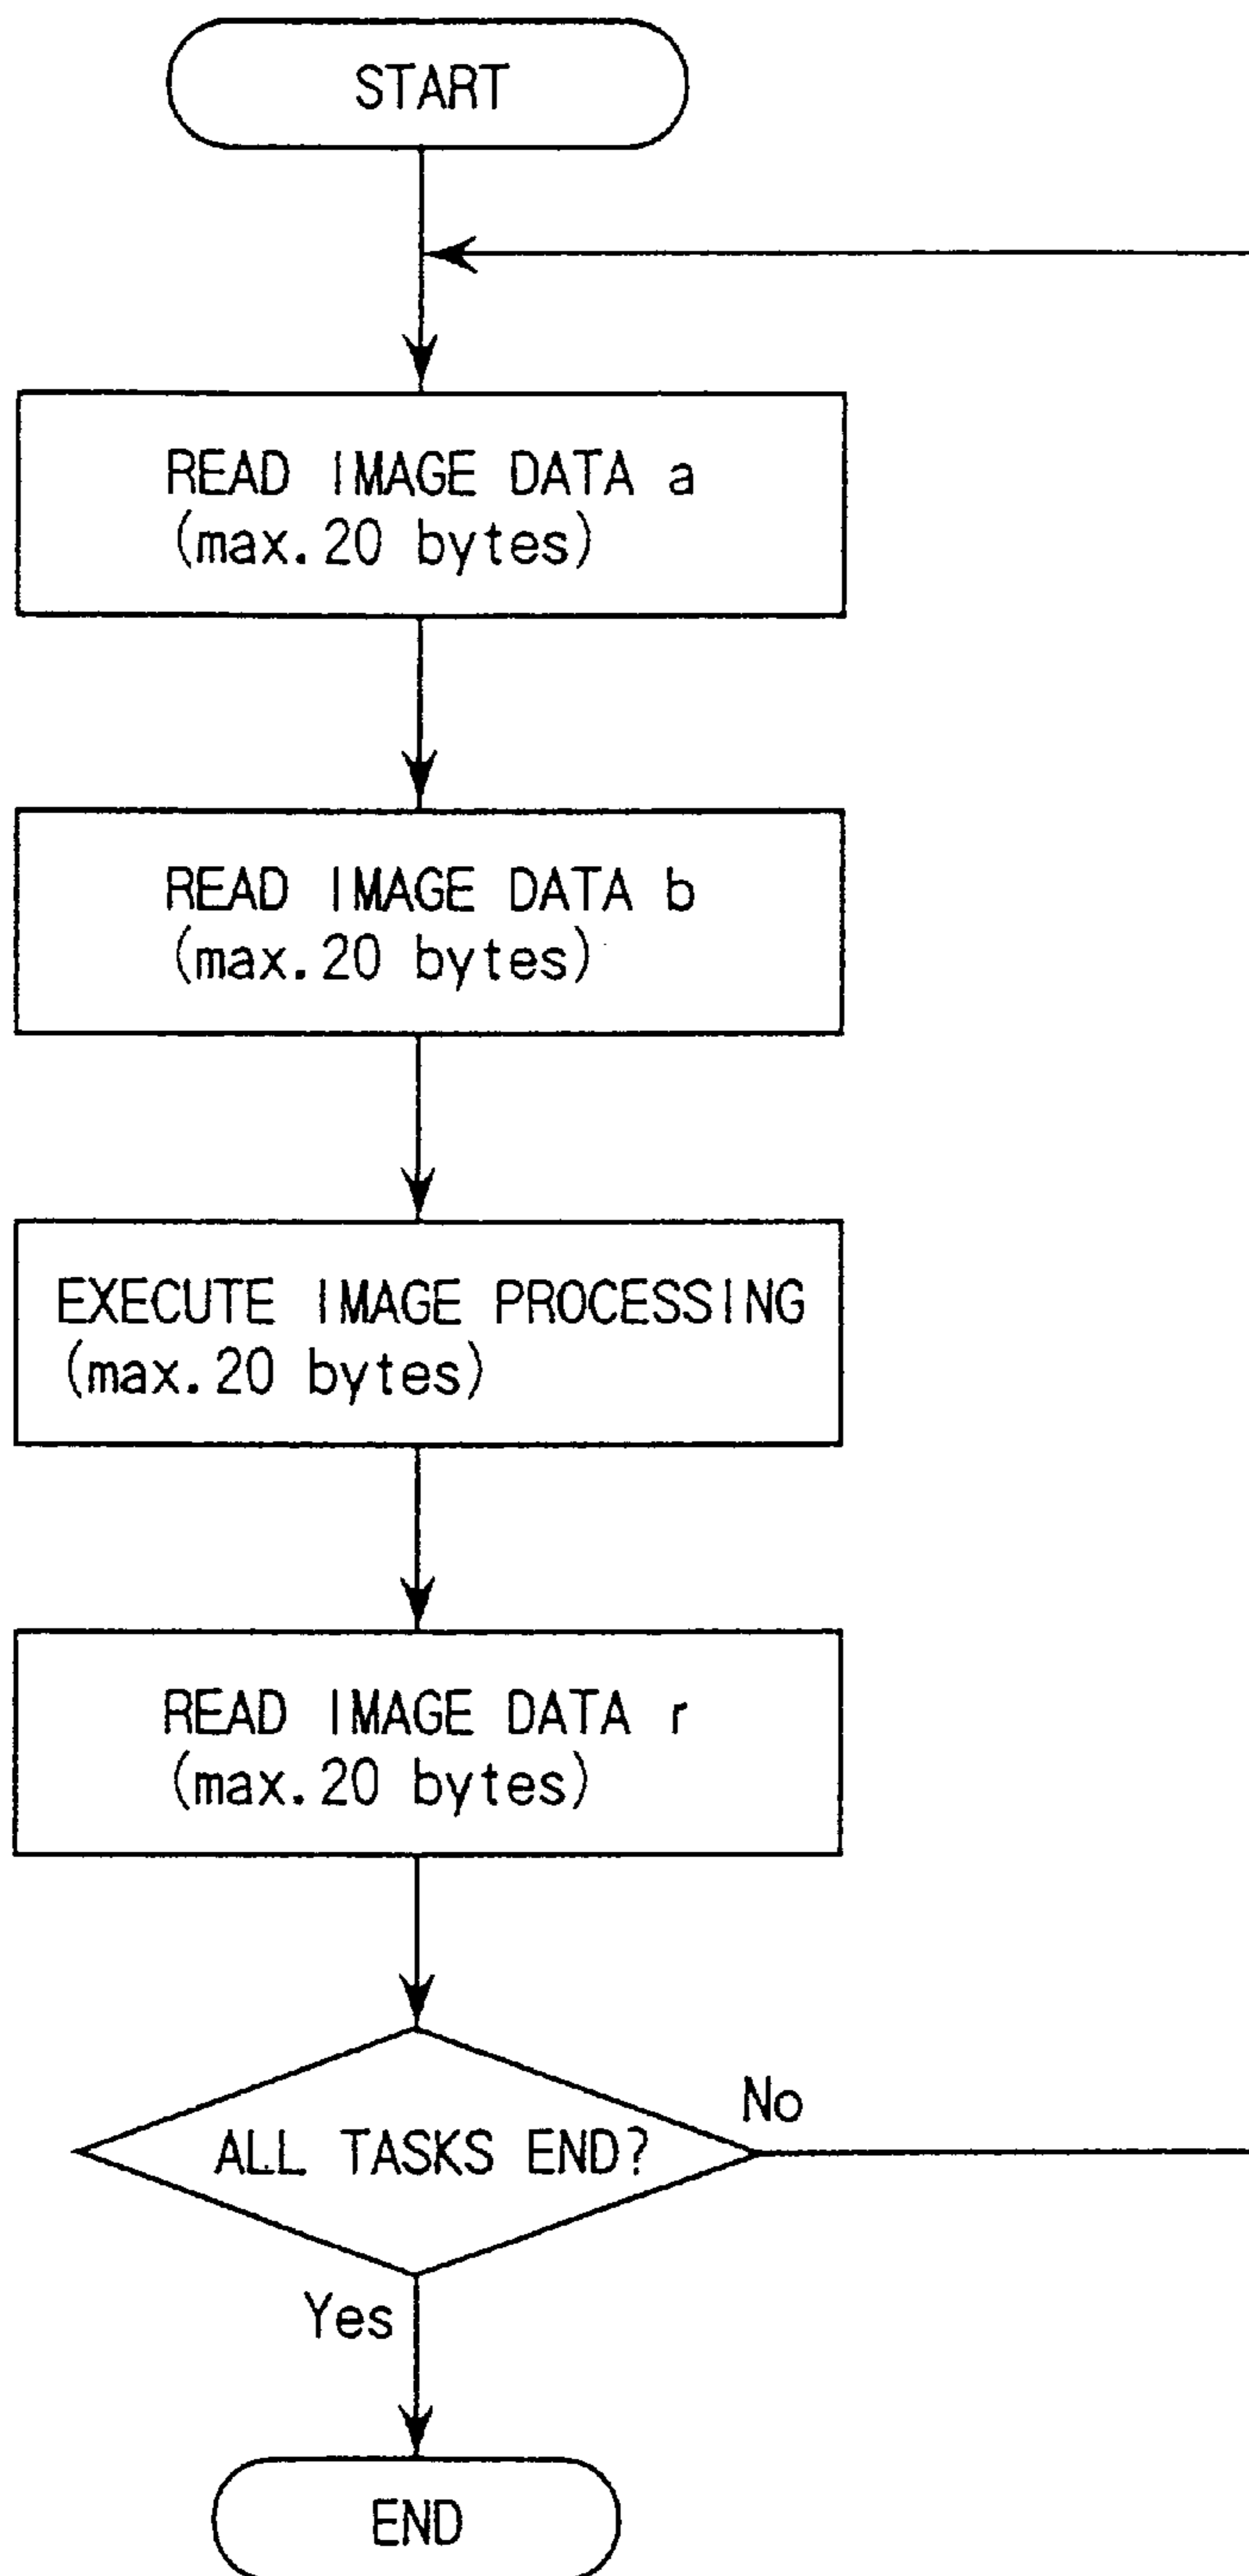 START
READ IMAGE DATA a
(max.20 bytes)
READ IMAGE DATA b
(max.20 bytes)
EXECUTE IMAGE PROCESSING
(max.20 bytes)
READ IMAGE DATA r
(max.20 bytes)
ALL TASKS END?
No
Yes
END